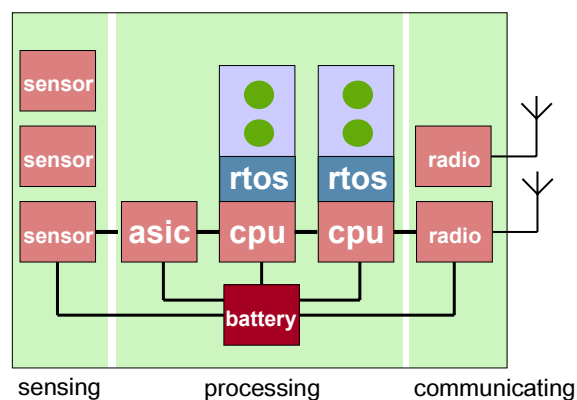 sensor
sensor
rtos
rtos
radio
sensor
asic
cpu
cpu
radio
battery
sensing
processing
communicating